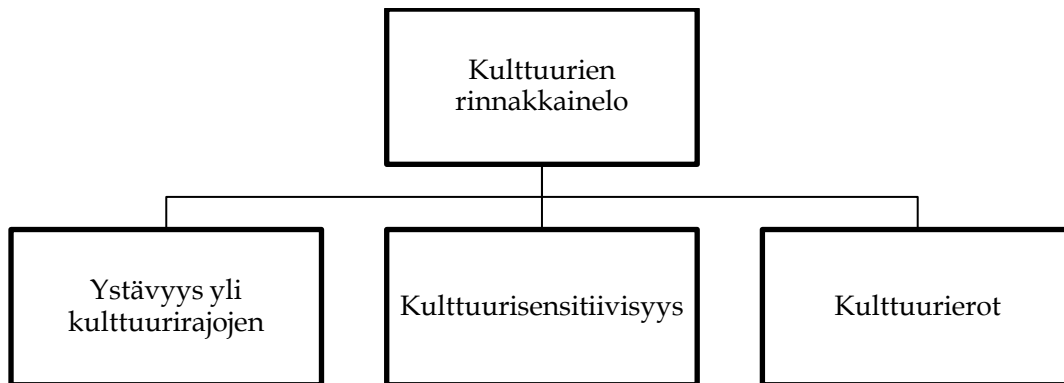 Kulttuurien
rinnakkainelo
Ystävyys yli
kulttuurirajojen
Kulttuurisensitiivisyys
Kulttuurierot